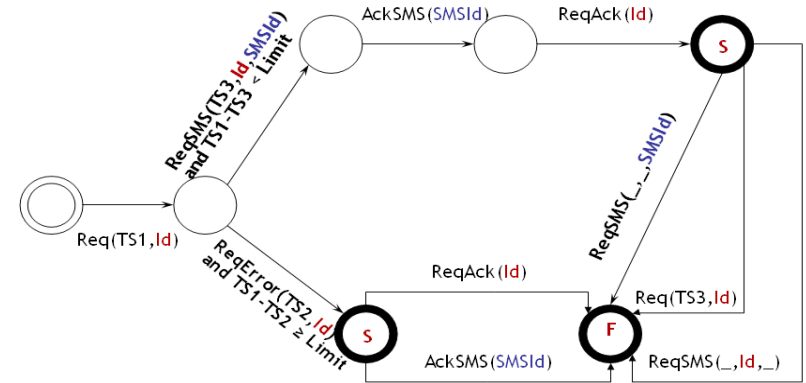 AckSMS(SMSId)
ReqAck(Id)
ReqSMS(TS3,Id,SMSId)
and TS1-TS3 < Limit
S
ReqSMS(_,_,SMSId)
Req(TS1,Id)
ReqError(TS2,Id)
and TS1-TS2 ≥ Limit
ReqAck(Id)
Req(TS3,Id)
S
F
AckSMS(SMSId)
ReqSMS(_,Id,_)